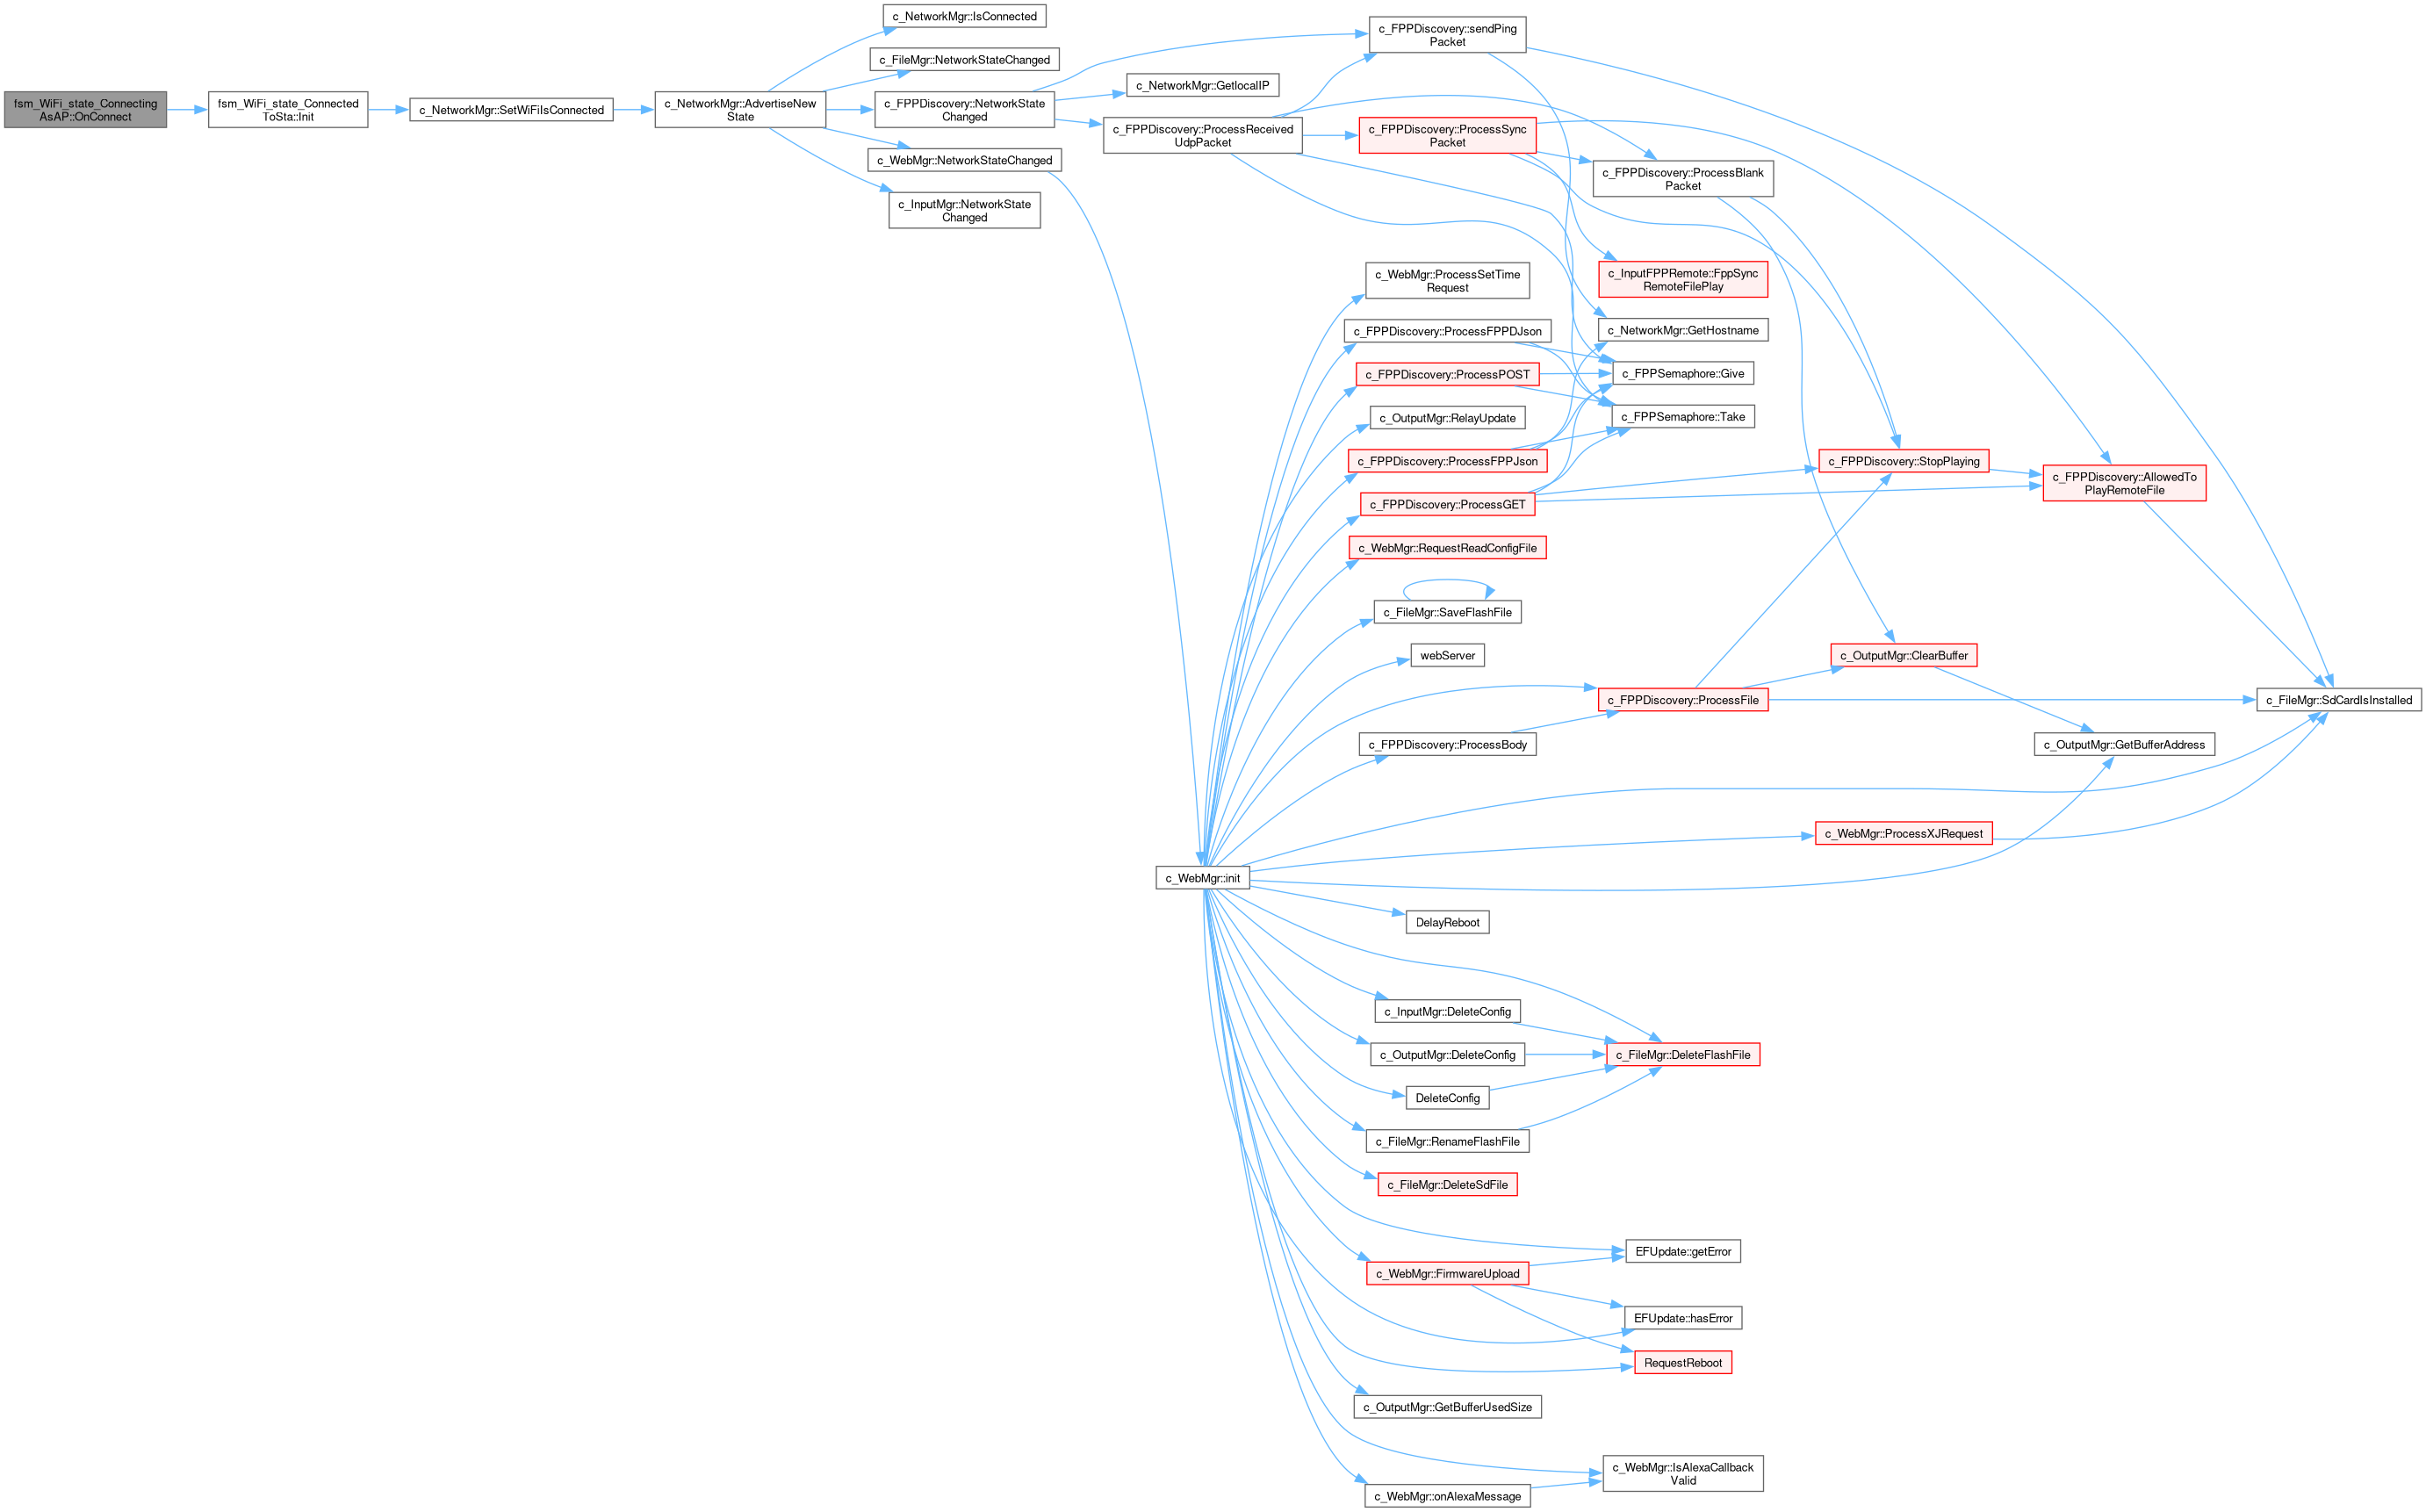 fsm_WiFi_state_Connecting
AsAP::OnConnect
fsm_WiFi_state_Connected
ToSta::Init
c_NetworkMgr::SetWiFiIsConnected
c_NetworkMgr::AdvertiseNew
State
c_NetworkMgr::IsConnected
c_FileMgr::NetworkStateChanged
c_FPPDiscovery::NetworkState
Changed
c_WebMgr::NetworkStateChanged
c_InputMgr::NetworkState
Changed
c_NetworkMgr::GetlocalIP
c_FPPDiscovery::ProcessReceived
UdpPacket
c_WebMgr::init
c_FPPDiscovery::sendPing
Packet
c_FPPDiscovery::ProcessSync
Packet
c_WebMgr::ProcessSetTime
Request
c_FPPDiscovery::ProcessFPPDJson
c_FPPDiscovery::ProcessPOST
c_OutputMgr::RelayUpdate
c_FPPDiscovery::ProcessFPPJson
c_FPPDiscovery::ProcessGET
c_WebMgr::RequestReadConfigFile
c_FileMgr::SaveFlashFile
webServer
c_FPPDiscovery::ProcessBody
DelayReboot
c_InputMgr::DeleteConfig
c_OutputMgr::DeleteConfig
DeleteConfig
c_FileMgr::RenameFlashFile
c_FileMgr::DeleteSdFile
c_WebMgr::FirmwareUpload
c_OutputMgr::GetBufferUsedSize
c_WebMgr::onAlexaMessage
c_FPPDiscovery::ProcessBlank
Packet
c_InputFPPRemote::FppSync
RemoteFilePlay
c_NetworkMgr::GetHostname
c_FPPSemaphore::Give
c_FPPSemaphore::Take
c_FPPDiscovery::ProcessFile
c_FileMgr::DeleteFlashFile
EFUpdate::getError
EFUpdate::hasError
RequestReboot
c_WebMgr::IsAlexaCallback
Valid
c_FPPDiscovery::StopPlaying
c_OutputMgr::ClearBuffer
c_WebMgr::ProcessXJRequest
c_FPPDiscovery::AllowedTo
PlayRemoteFile
c_OutputMgr::GetBufferAddress
c_FileMgr::SdCardIsInstalled